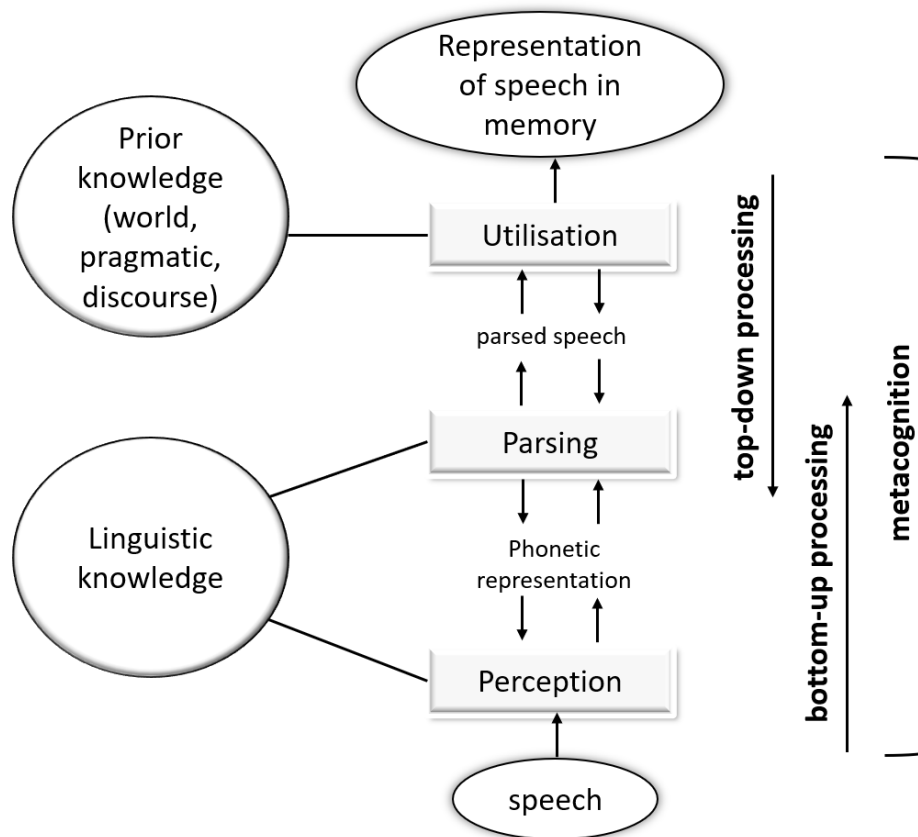 Representation
of speech in
memory
Prior
knowledge
(world,
pragmatic,
discourse)
Utilisation
parsed speech
Parsing
Linguistic
knowledge
Phonetic
representation
Perception
speech
top-down processing
bottom-up processing
metacognition